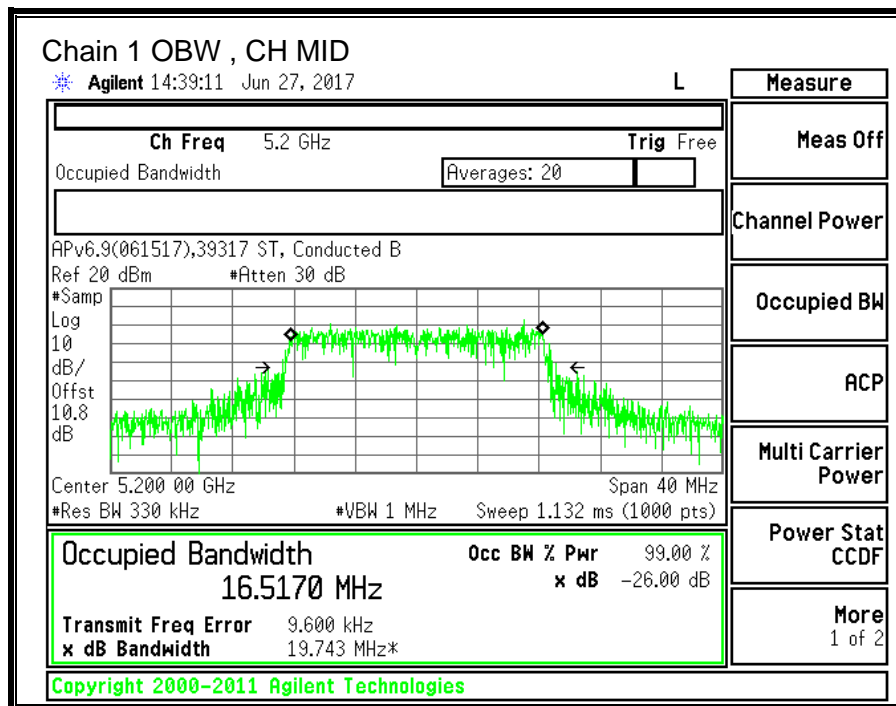 Chain 1 OBW , CH MID
Agilent 14:39:11 Jun 27, 2017 L
Measure
Ch Freq 5.2 GHz Trig Free
Occupied Bandwidth Averages: 20
APv6.9(061517),39317 ST, Conducted B
Ref 20 dBm #Atten 30 dB
#Samp
Log
10
dB/
Offst
10.8
dB
Center 5.200 00 GHz Span 40 MHz
#Res BW 330 kHz #VBW 1 MHz Sweep 1.132 ms (1000 pts)
Occupied Bandwidth
16.5170 MHz
Occ BW % Pwr 99.00 %
x dB -26.00 dB
Transmit Freq Error 9.600 kHz
x dB Bandwidth 19.743 MHz*
Meas Off
Channel Power
Occupied BW
ACP
Multi Carrier
Power
Power Stat
CCDF
More
1 of 2
Copyright 2000-2011 Agilent Technologies